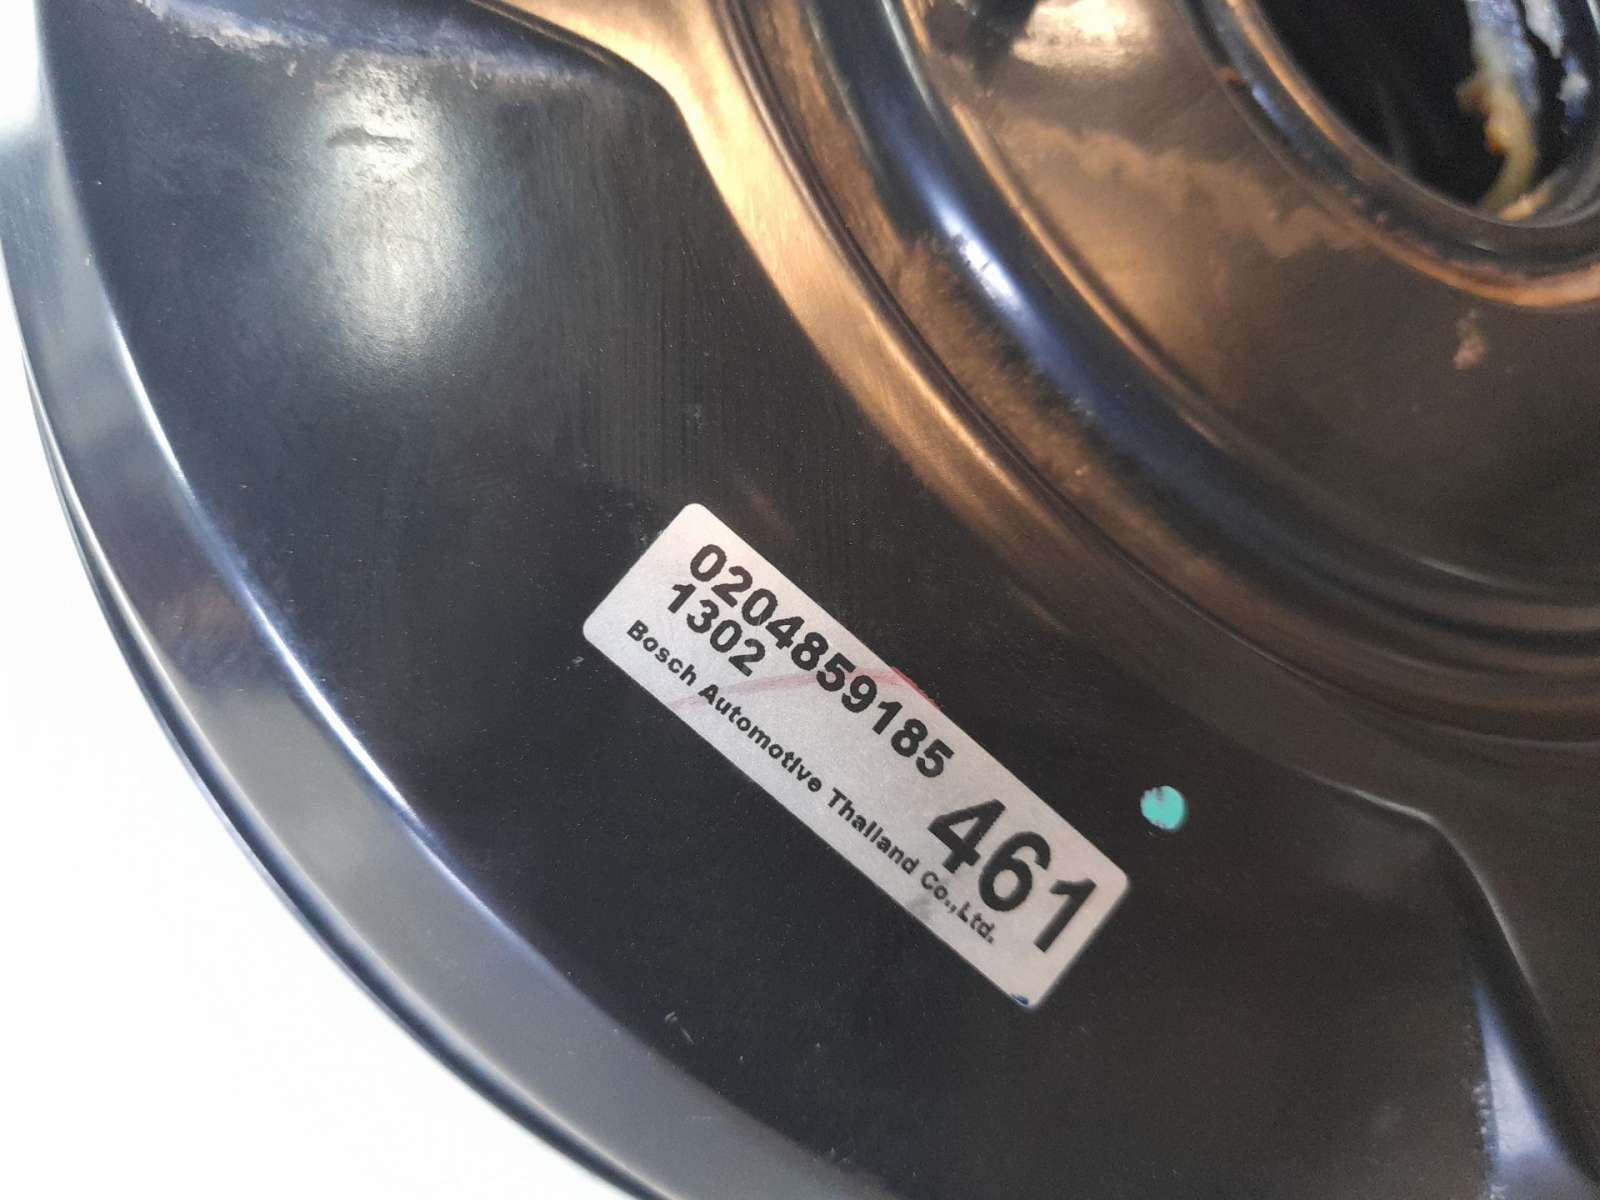 0204859185
1302
461
Bosch Automotive Thailand Co.,Ltd.